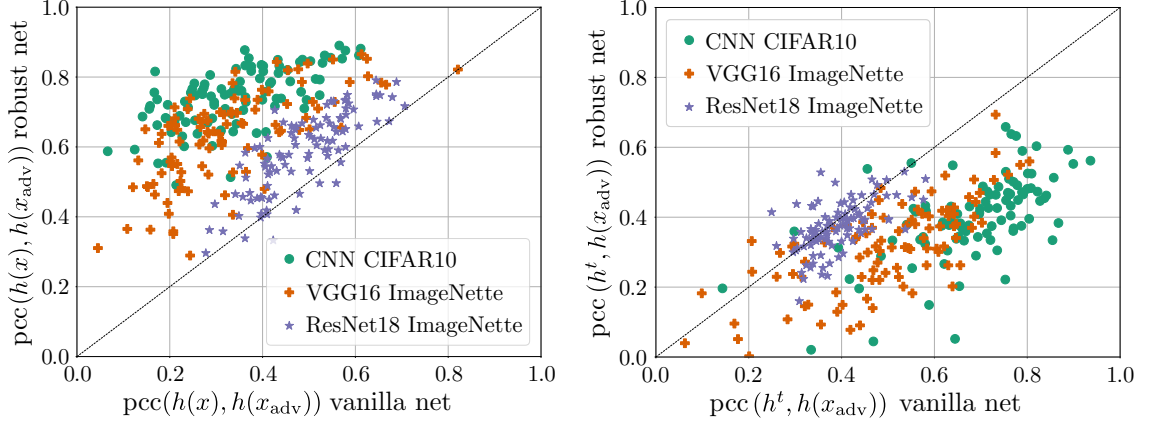 pcc(h(x), h(x_adv)) robust net
1.0
0.8
0.6
0.4
0.2
0.0
CNN CIFAR10
VGG16 ImageNette
ResNet18 ImageNette
0.0 0.2 0.4 0.6 0.8 1.0
pcc(h(x), h(x_adv)) vanilla net
pcc (h^t, h(x_adv)) robust net
1.0
0.8
0.6
0.4
0.2
0.0
CNN CIFAR10
VGG16 ImageNette
ResNet18 ImageNette
0.0 0.2 0.4 0.6 0.8 1.0
pcc (h^t, h(x_adv)) vanilla net